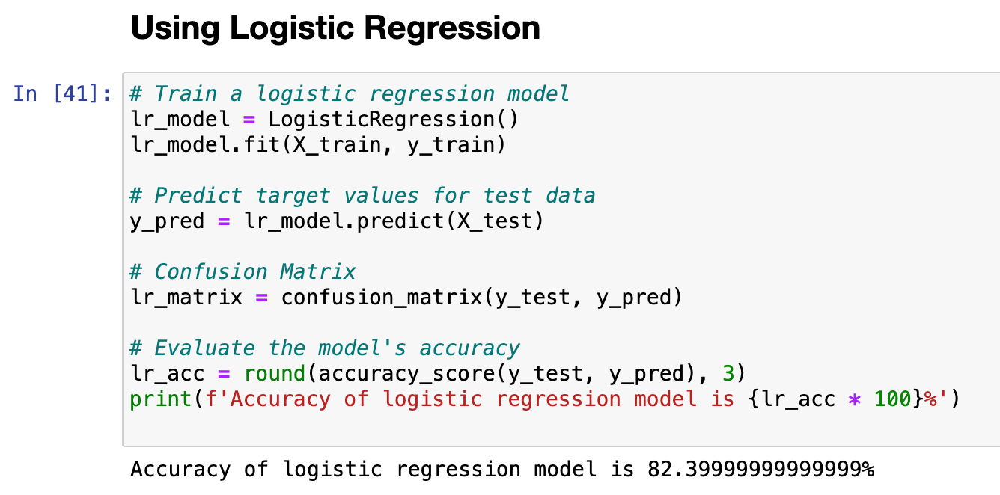 Using Logistic Regression
In [41]:
# Train a logistic regression model
lr_model = LogisticRegression()
lr_model.fit(X_train, y_train)
# Predict target values for test data
y_pred = lr_model.predict(X_test)
# Confusion Matrix
lr_matrix = confusion_matrix(y_test, y_pred)
# Evaluate the model's accuracy
lr_acc = round(accuracy_score(y_test, y_pred), 3)
print(f'Accuracy of logistic regression model is {lr_acc * 100}%')
Accuracy of logistic regression model is 82.39999999999999%